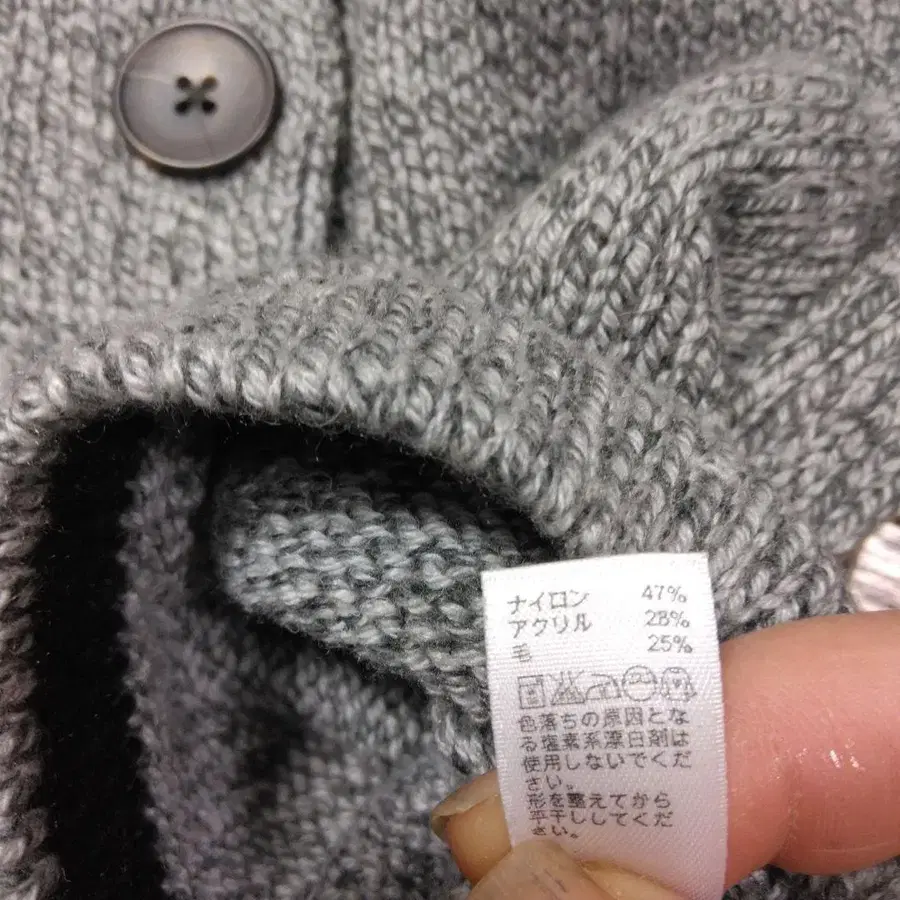 ナイロン 47%
アクリル 28%
毛 25%
色落ちの原因とな
る塩素系漂白剤は
使用しないでくだ
さい。
形を整えてから
平干ししてくだ
さい。